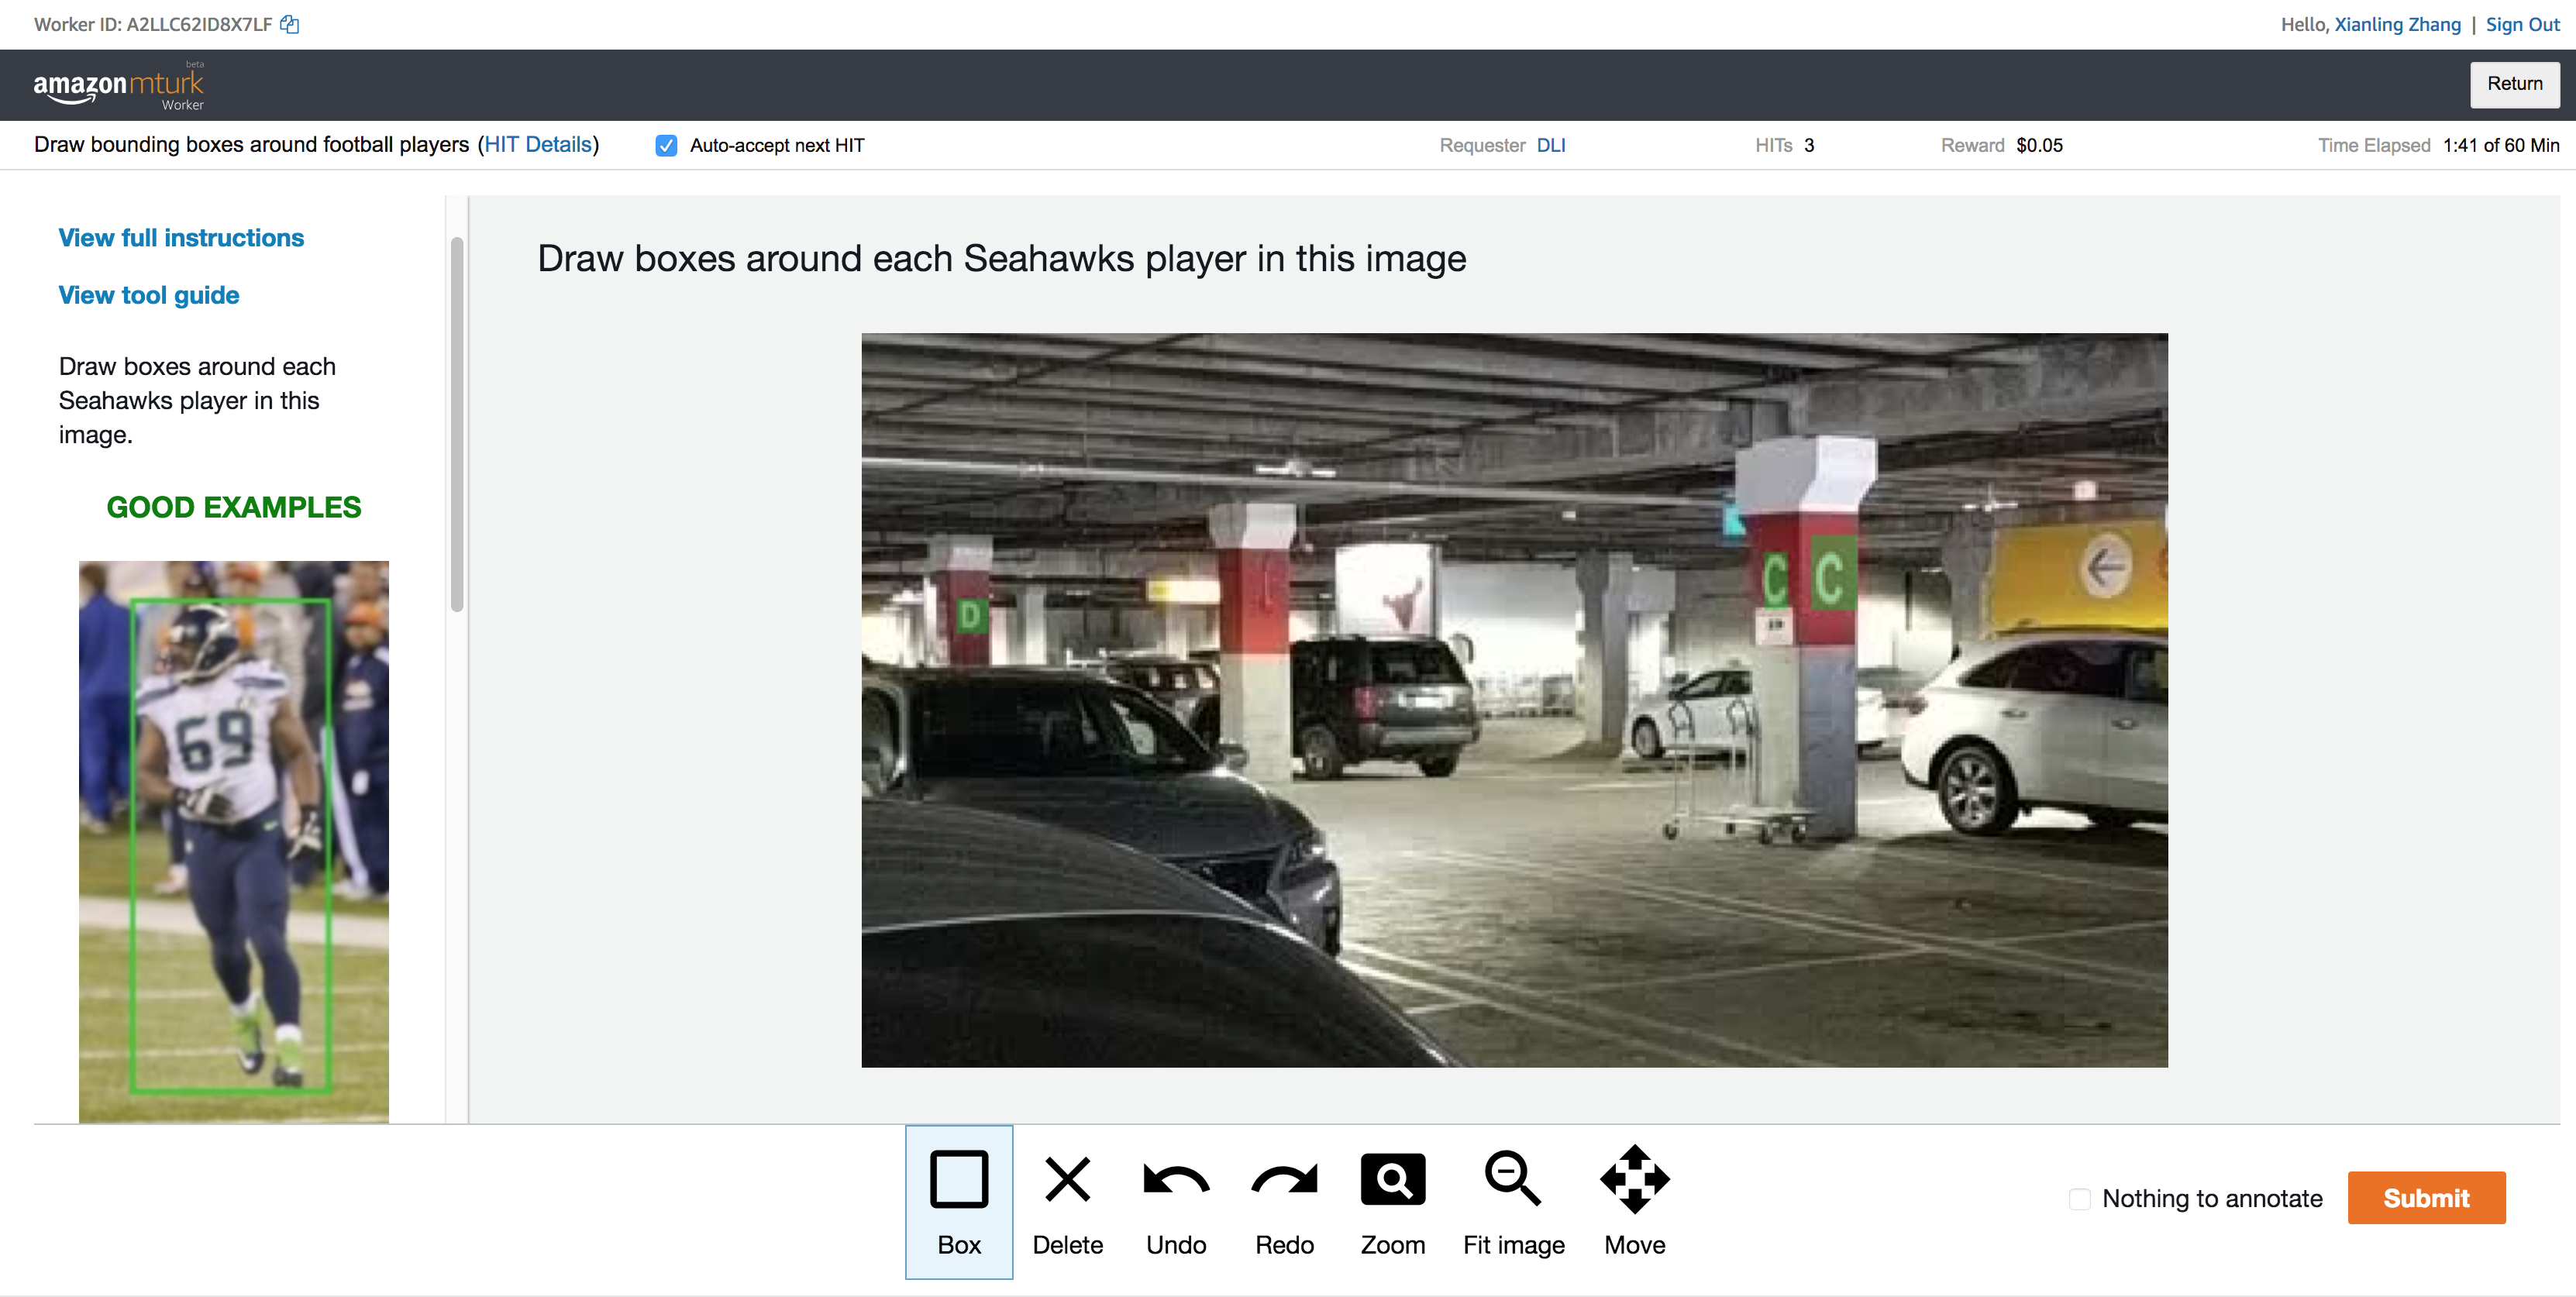 Worker ID: A2LLC62ID8X7LF
Hello, Xianling Zhang | Sign Out
beta
amazonmturk
Worker
Return
Draw bounding boxes around football players (HIT Details)
Auto-accept next HIT
Requester DLI
HITs 3
Reward $0.05
Time Elapsed 1:41 of 60 Min
View full instructions
View tool guide
Draw boxes around each
Seahawks player in this
image.
GOOD EXAMPLES
69
Draw boxes around each Seahawks player in this image
D
C C
Box
Delete
Undo
Redo
Zoom
Fit image
Move
Nothing to annotate
Submit